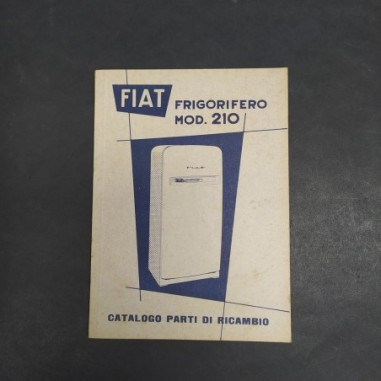 FIAT
FRIGORIFERO
MOD. 210
CATALOGO PARTI DI RICAMBIO